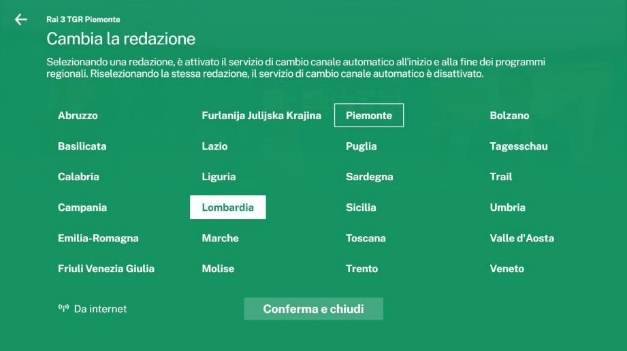 Rai 3 TGR Piemonte
Cambia la redazione
Selezionando una redazione, è attivato il servizio di cambio canale automatico all'inizio e alla fine dei programmi
regionali. Riselezionando la stessa redazione, il servizio di cambio canale automatico è disattivato.
Abruzzo Furlanija Julijska Krajina Piemonte Bolzano
Basilicata Lazio Puglia Tagesschau
Calabria Liguria Sardegna Trail
Campania Lombardia Sicilia Umbria
Emilia-Romagna Marche Toscana Valle d'Aosta
Friuli Venezia Giulia Molise Trento Veneto
Da internet Conferma e chiudi